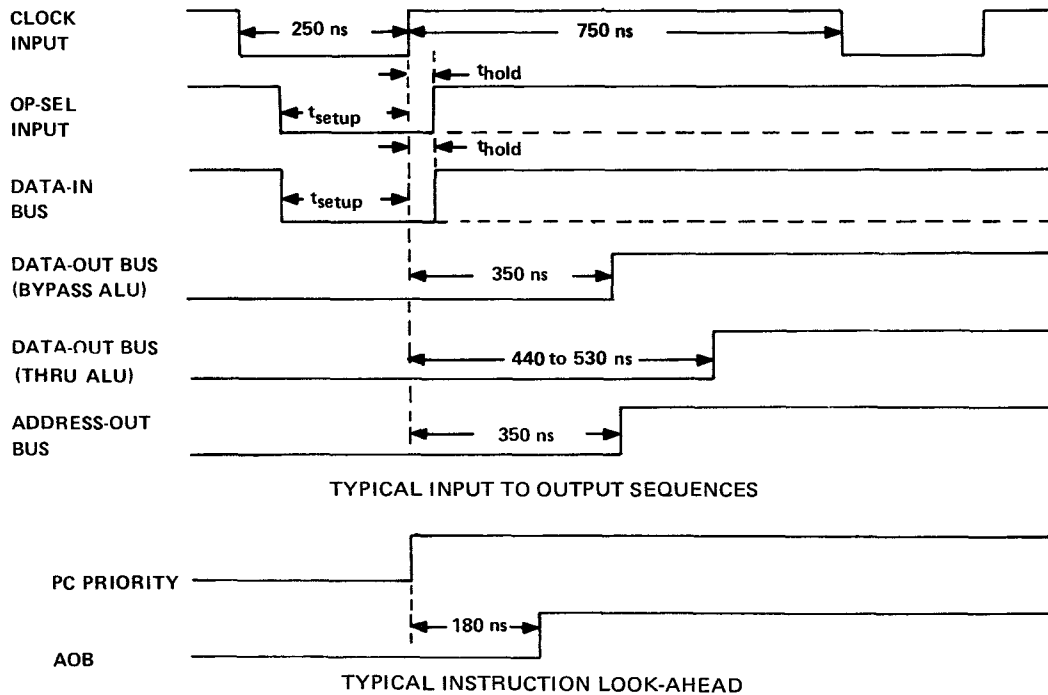 CLOCK
INPUT
250 ns
750 ns
thold
OP-SEL
INPUT
tsetup
thold
DATA-IN
BUS
tsetup
DATA-OUT BUS
(BYPASS ALU)
350 ns
DATA-OUT BUS
(THRU ALU)
440 to 530 ns
ADDRESS-OUT
BUS
350 ns
TYPICAL INPUT TO OUTPUT SEQUENCES
PC PRIORITY
180 ns
AOB
TYPICAL INSTRUCTION LOOK-AHEAD